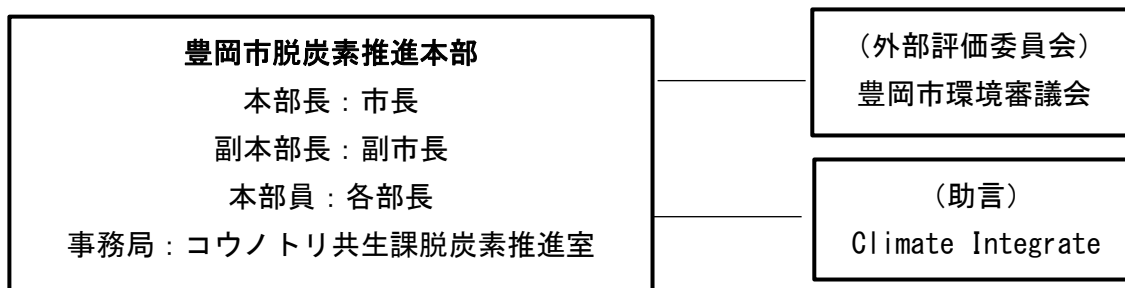 豊岡市脱炭素推進本部
本部長：市長
副本部長：副市長
本部員：各部長
事務局：コウノトリ共生課脱炭素推進室
（外部評価委員会）
豊岡市環境審議会
（助言）
Climate Integrate